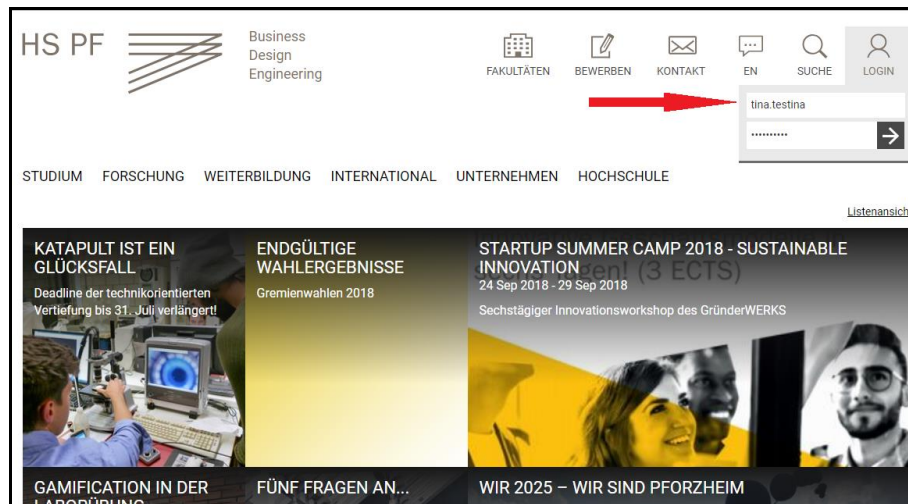 HS PF
Business
Design
Engineering
FAKULTÄTEN
BEWERBEN
KONTAKT
EN
SUCHE
LOGIN
tina.testina
··········
STUDIUM FORSCHUNG WEITERBILDUNG INTERNATIONAL UNTERNEHMEN HOCHSCHULE
Listenansich
KATAPULT IST EIN
GLÜCKSFALL
Deadline der technikorientierten
Vertiefung bis 31. Juli verlängert!
ENDGÜLTIGE
WAHLERGEBNISSE
Gremienwahlen 2018
STARTUP SUMMER CAMP 2018 - SUSTAINABLE
INNOVATION
(3 ECTS)
24 Sep 2018 - 29 Sep 2018
Sechstägiger Innovationsworkshop des GründerWERKS
GAMIFICATION IN DER
LABORÜBUNG
FÜNF FRAGEN AN...
WIR 2025 – WIR SIND PFORZHEIM